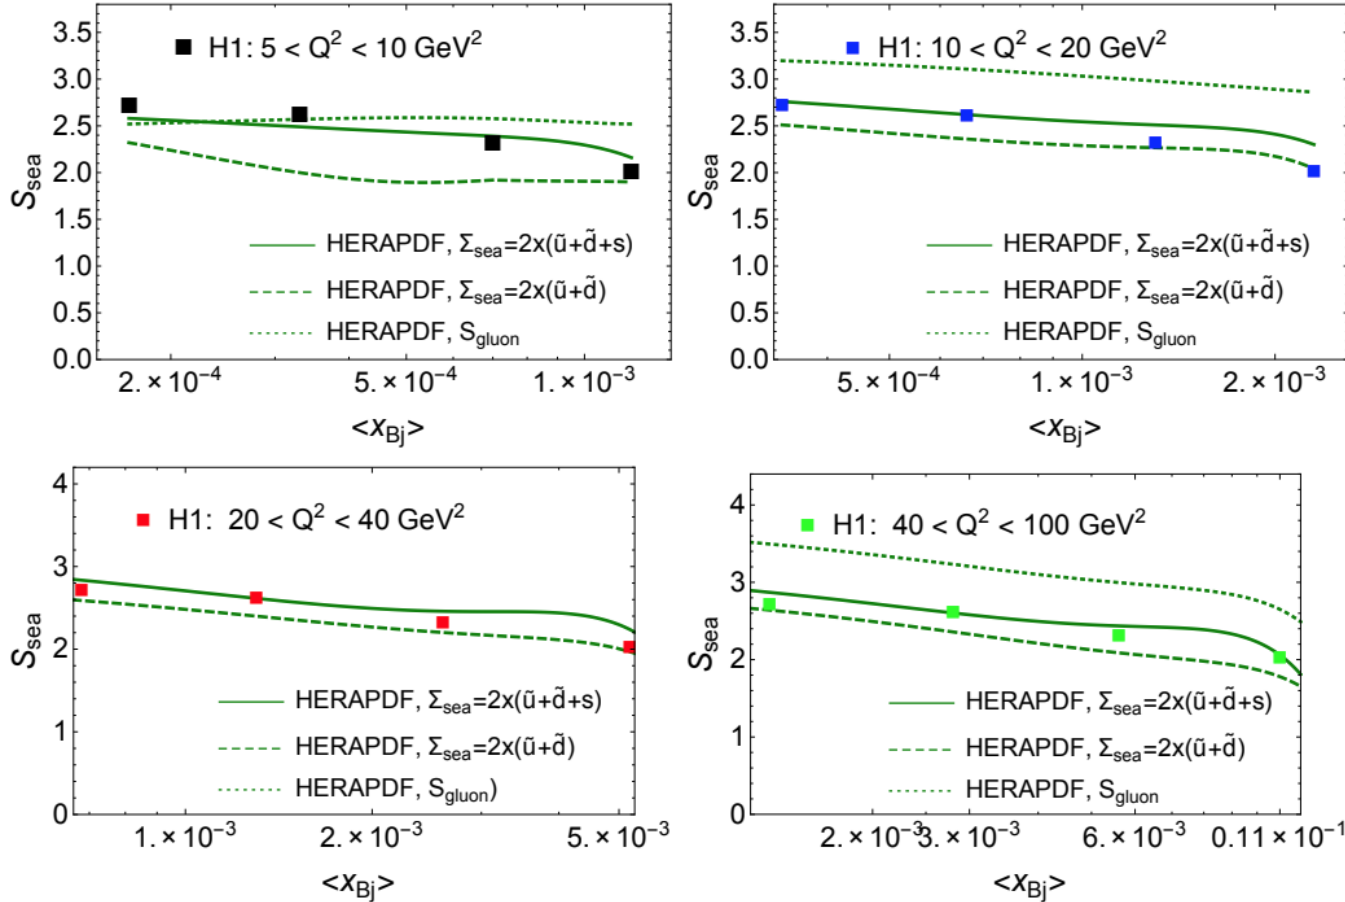 H1: 5 < Q² < 10 GeV²
3.5
3.0
2.5
2.0
1.5
1.0
0.5
0.0
S_sea
HERAPDF, Σ_sea=2x(ũ+d̃+s)
HERAPDF, Σ_sea=2x(ũ+d̃)
HERAPDF, S_gluon
2.×10⁻⁴ 5.×10⁻⁴ 1.×10⁻³
<x_Bj>
H1: 10 < Q² < 20 GeV²
3.5
3.0
2.5
2.0
1.5
1.0
0.5
0.0
S_sea
HERAPDF, Σ_sea=2x(ũ+d̃+s)
HERAPDF, Σ_sea=2x(ũ+d̃)
HERAPDF, S_gluon
5.×10⁻⁴ 1.×10⁻³ 2.×10⁻³
<x_Bj>
H1: 20 < Q² < 40 GeV²
4
3
2
1
0
S_sea
HERAPDF, Σ_sea=2x(ũ+d̃+s)
HERAPDF, Σ_sea=2x(ũ+d̃)
HERAPDF, S_gluon)
1.×10⁻³ 2.×10⁻³ 5.×10⁻³
<x_Bj>
H1: 40 < Q² < 100 GeV²
4
3
2
1
0
S_sea
HERAPDF, Σ_sea=2x(ũ+d̃+s)
HERAPDF, Σ_sea=2x(ũ+d̃)
HERAPDF, S_gluon
2.×10⁻³ 3.×10⁻³ 6.×10⁻³ 0.11×10⁻¹
<x_Bj>